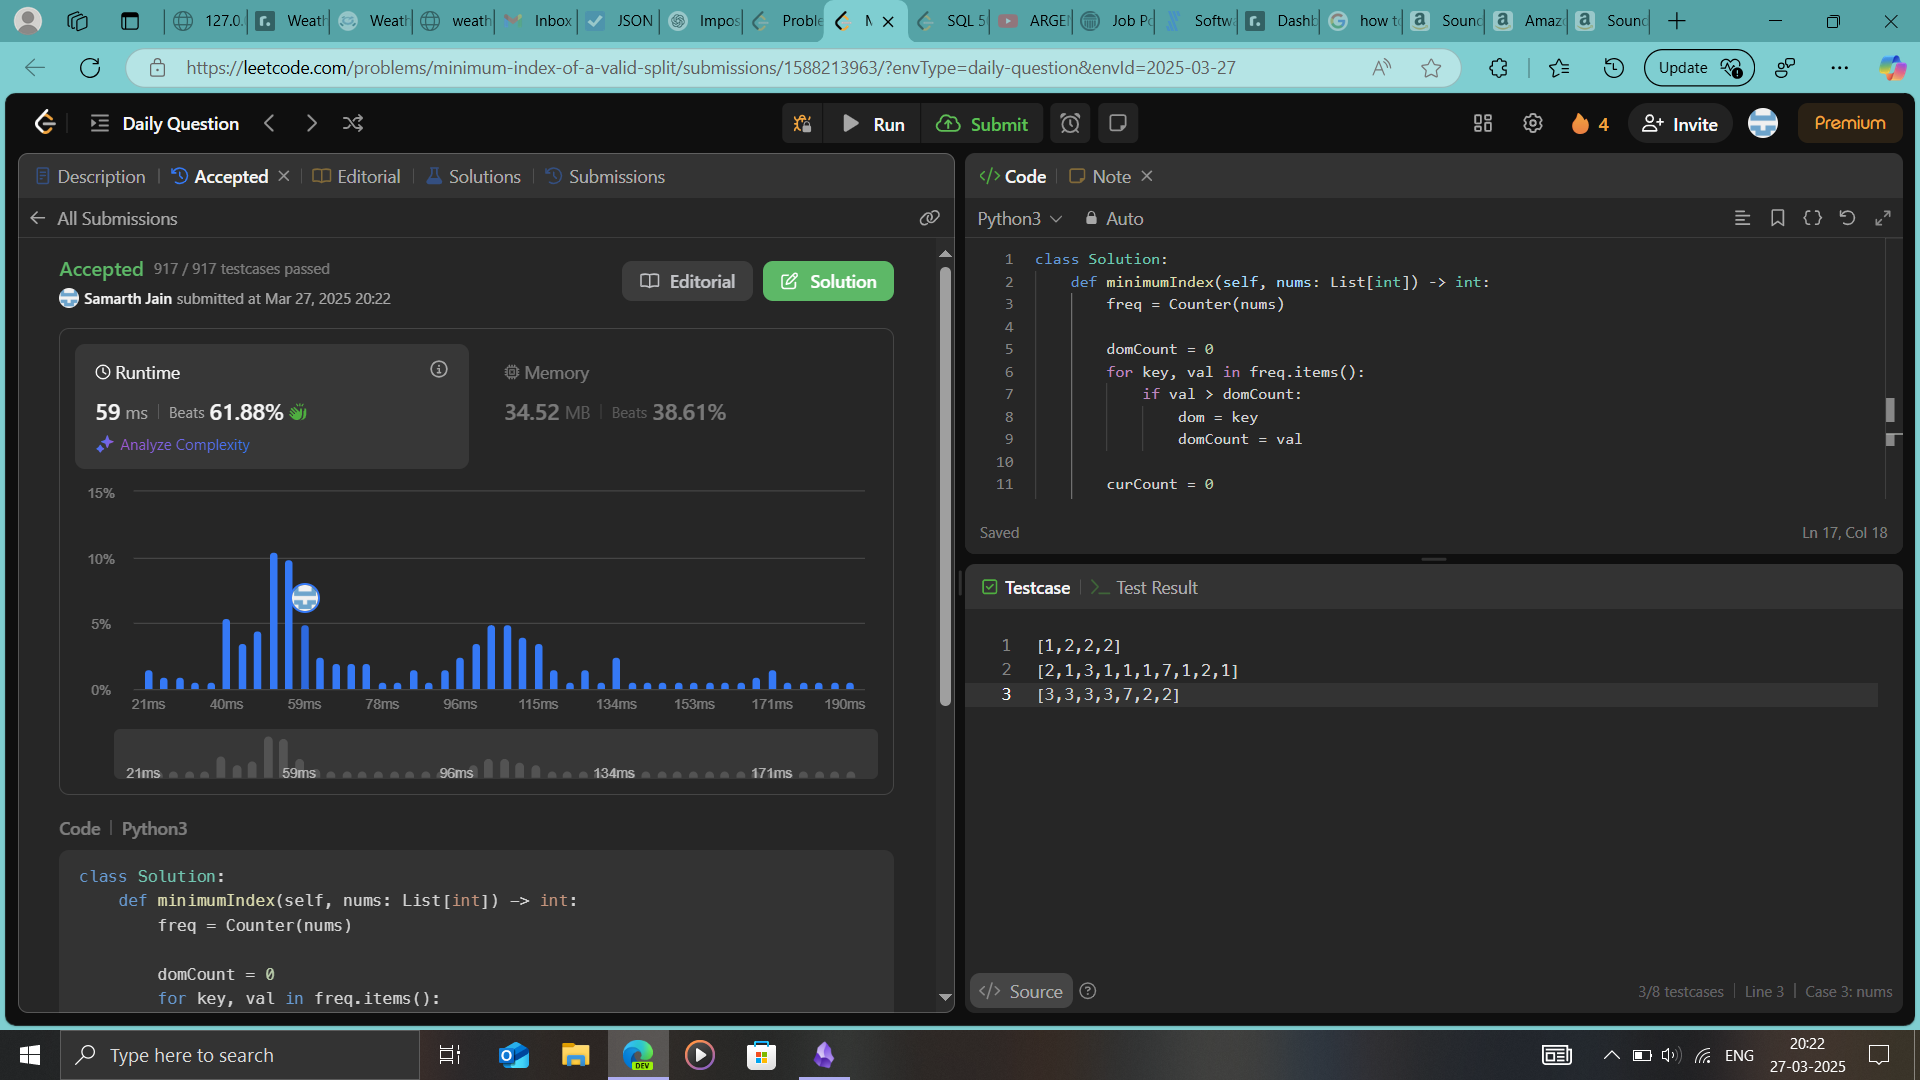 127.0.
Weath
Weath
weath
Inbox
JSON
Impos
Proble
M
SQL 5
ARGE
Job Po
Softw
Dashb
how to
Sound
Amazo
Sound
https://leetcode.com/problems/minimum-index-of-a-valid-split/submissions/1588213963/?envType=daily-question&envId=2025-03-27
Update
Daily Question
Run
Submit
4
Invite
Premium
Description
Accepted
Editorial
Solutions
Submissions
All Submissions
Accepted 917 / 917 testcases passed
Samarth Jain submitted at Mar 27, 2025 20:22
Editorial
Solution
Runtime
59 ms | Beats 61.88%
Analyze Complexity
Memory
34.52 MB | Beats 38.61%
15%
10%
5%
0%
21ms 40ms 59ms 78ms 96ms 115ms 134ms 153ms 171ms 190ms
21ms 59ms 96ms 134ms 171ms
Code | Python3
class Solution:
def minimumIndex(self, nums: List[int]) -> int:
freq = Counter(nums)
domCount = 0
for key, val in freq.items():
</> Code
Note
Python3
Auto
1 class Solution:
2 def minimumIndex(self, nums: List[int]) -> int:
3 freq = Counter(nums)
4
5 domCount = 0
6 for key, val in freq.items():
7 if val > domCount:
8 dom = key
9 domCount = val
10
11 curCount = 0
Saved
Ln 17, Col 18
Testcase
>_ Test Result
1 [1,2,2,2]
2 [2,1,3,1,1,1,7,1,2,1]
3 [3,3,3,3,7,2,2]
</> Source
3/8 testcases | Line 3 | Case 3: nums
Type here to search
DEV
ENG
20:22
27-03-2025